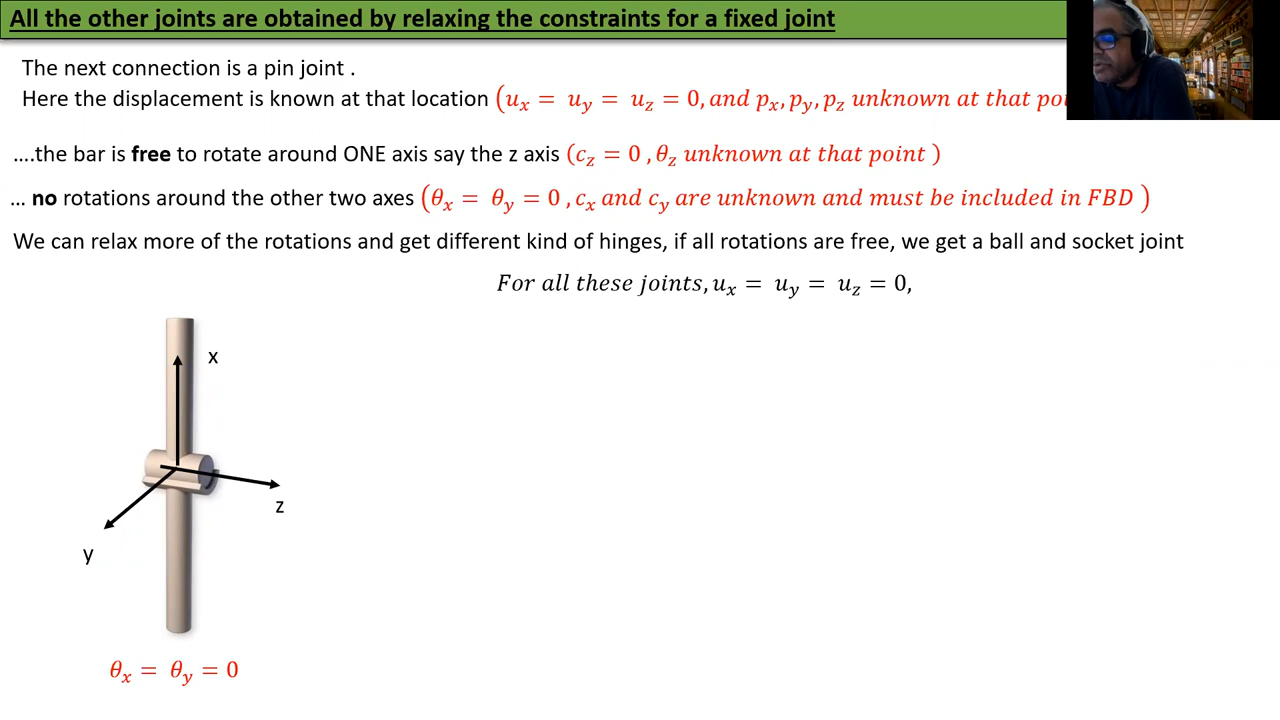 All the other joints are obtained by relaxing the constraints for a fixed joint
The next connection is a pin joint .
Here the displacement is known at that location (uₓ = u_y = u_z = 0, and pₓ, p_y, p_z unknown at that
….the bar is free to rotate around ONE axis say the z axis (c_z = 0 , θ_z unknown at that point )
… no rotations around the other two axes (θₓ = θ_y = 0 , cₓ and c_y are unknown and must be included in FBD )
We can relax more of the rotations and get different kind of hinges, if all rotations are free, we get a ball and socket joint
For all these joints, uₓ = u_y = u_z = 0,
x
z
y
θₓ = θ_y = 0